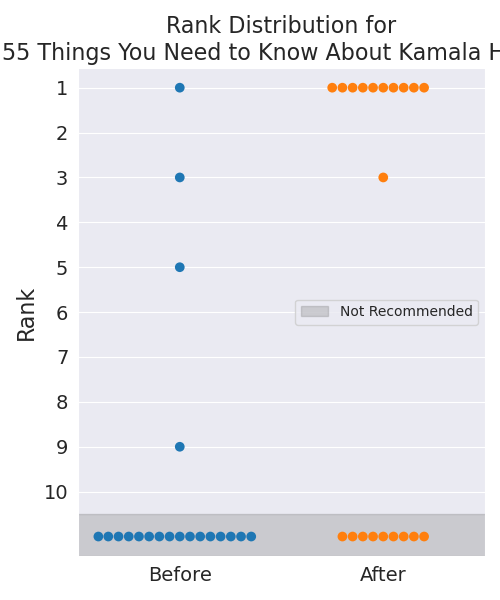 Rank Distribution for
55 Things You Need to Know About Kamala H
1
2
3
4
5
6
7
8
9
10
Rank
Not Recommended
Before
After